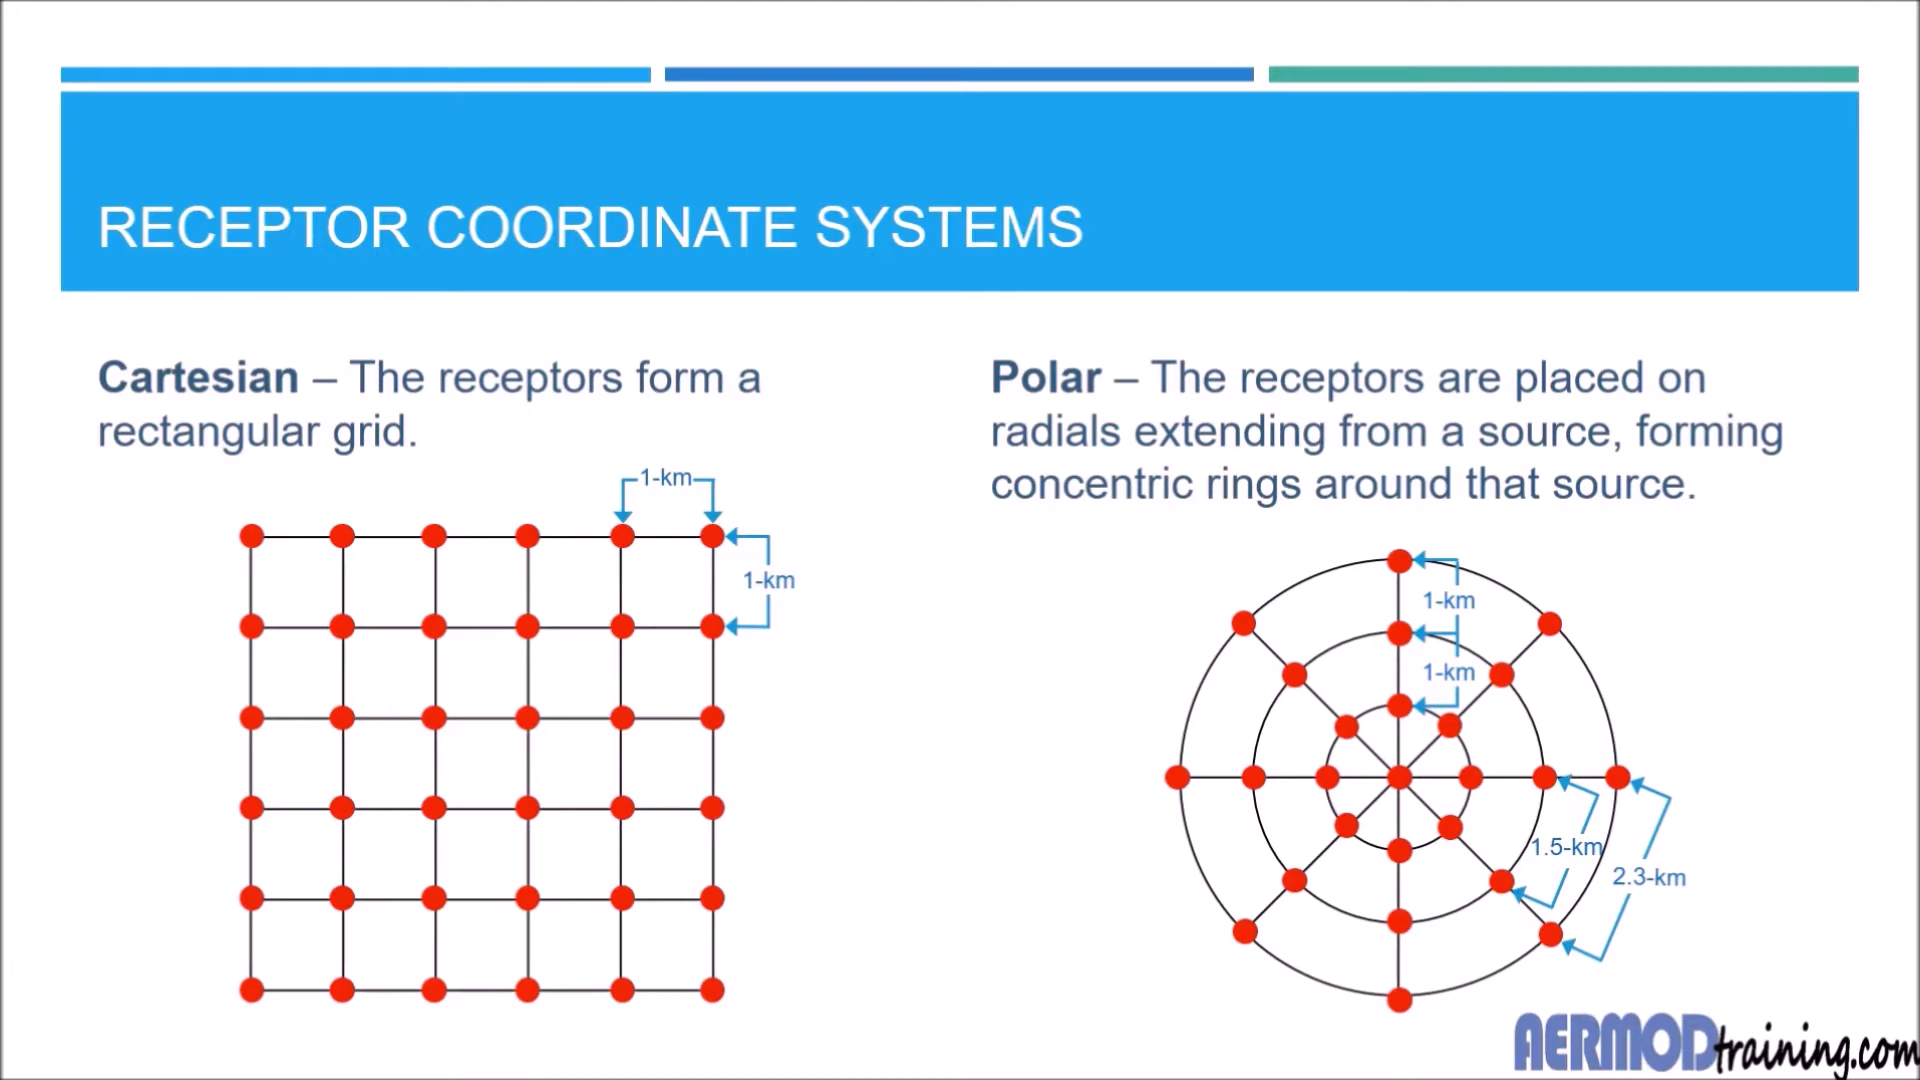 RECEPTOR COORDINATE SYSTEMS
Cartesian – The receptors form a
rectangular grid.
1-km
1-km
Polar – The receptors are placed on
radials extending from a source, forming
concentric rings around that source.
1-km
1-km
1.5-km
2.3-km
AERMODtraining.com